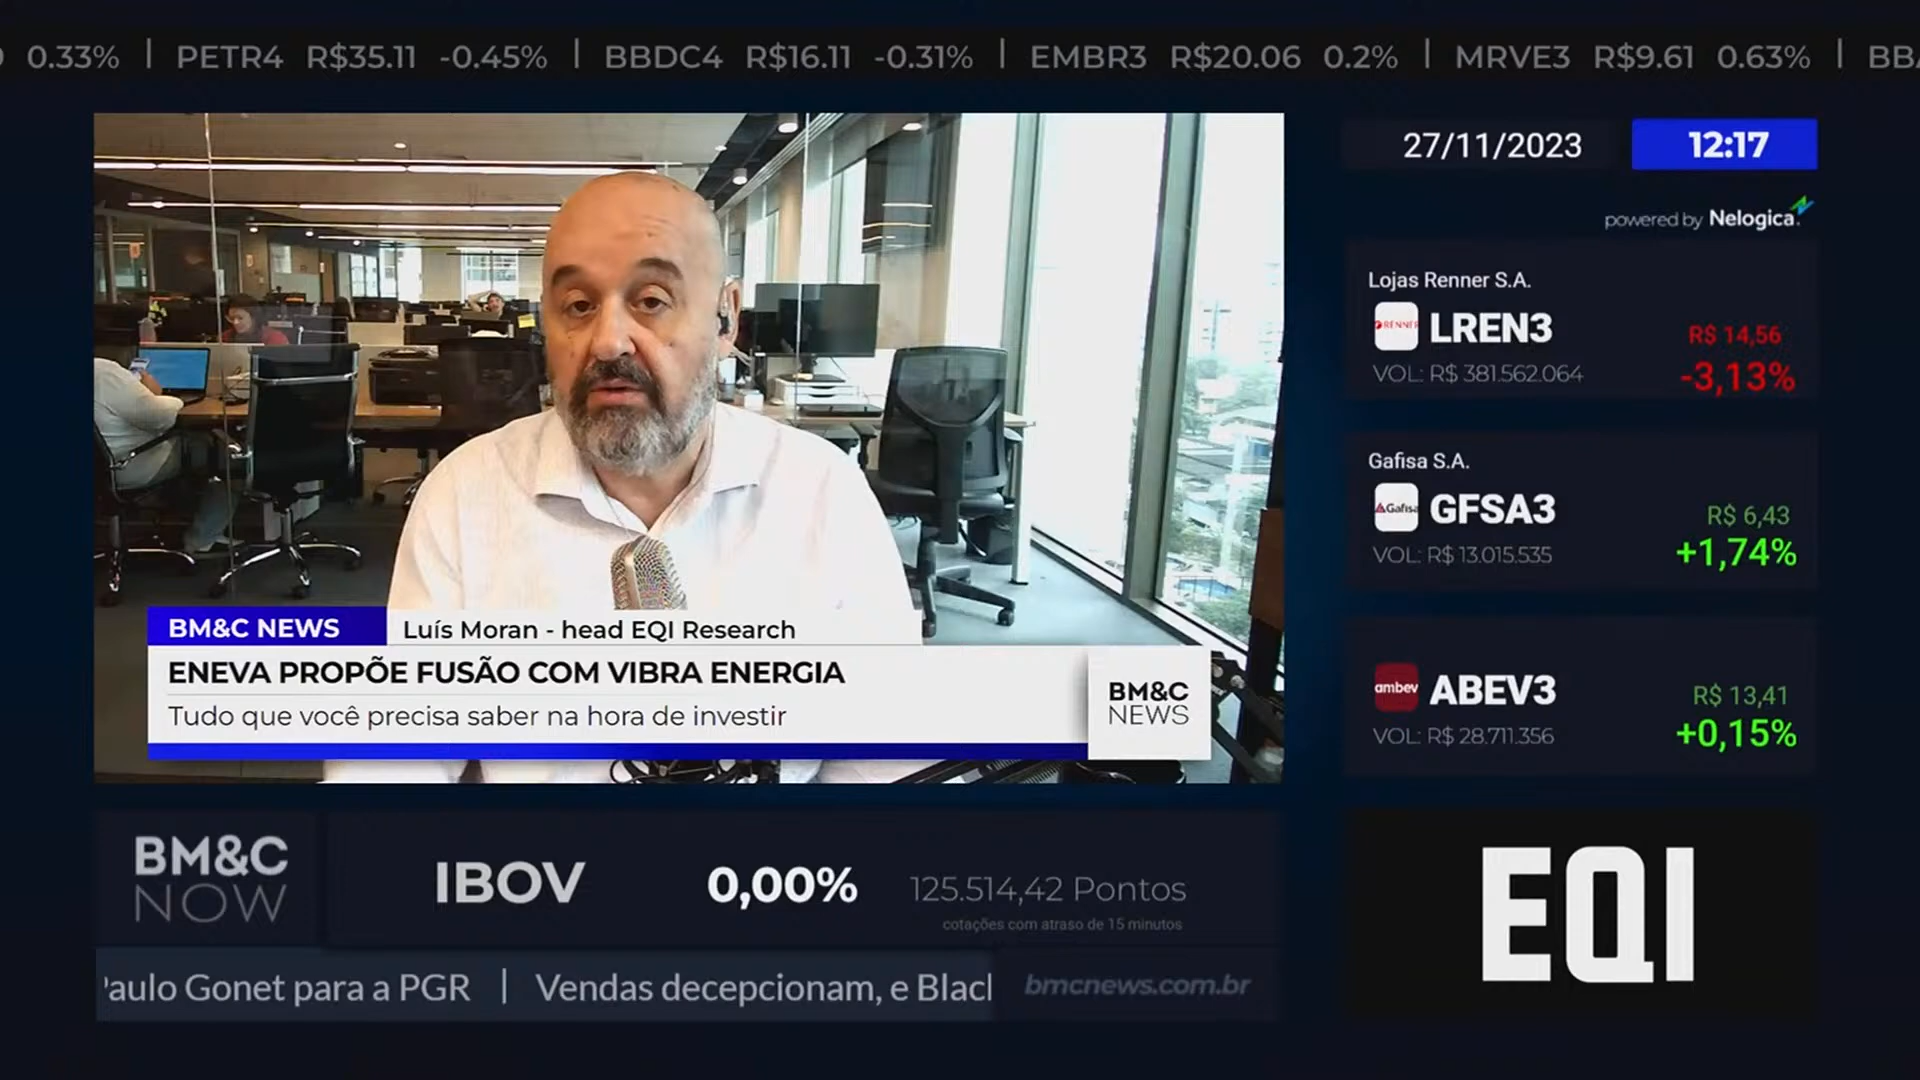 0.33% | PETR4 R$35.11 -0.45% | BBDC4 R$16.11 -0.31% | EMBR3 R$20.06 0.2% | MRVE3 R$9.61 0.63% |
27/11/2023 12:17
powered by Nelogica
Lojas Renner S.A.
RENNER LREN3 R$ 14,56
VOL: R$ 381.562.064 -3,13%
Gafisa S.A.
Gafisa GFSA3 R$ 6,43
VOL: R$ 13.015.535 +1,74%
ambev ABEV3 R$ 13,41
VOL: R$ 28.711.356 +0,15%
BM&C NEWS Luís Moran - head EQI Research
ENEVA PROPÕE FUSÃO COM VIBRA ENERGIA
Tudo que você precisa saber na hora de investir
BM&C
NEWS
BM&C
NOW
IBOV 0,00% 125.514,42 Pontos
cotações com atraso de 15 minutos
EQI
aulo Gonet para a PGR | Vendas decepcionam, e Blac
bmcnews.com.br